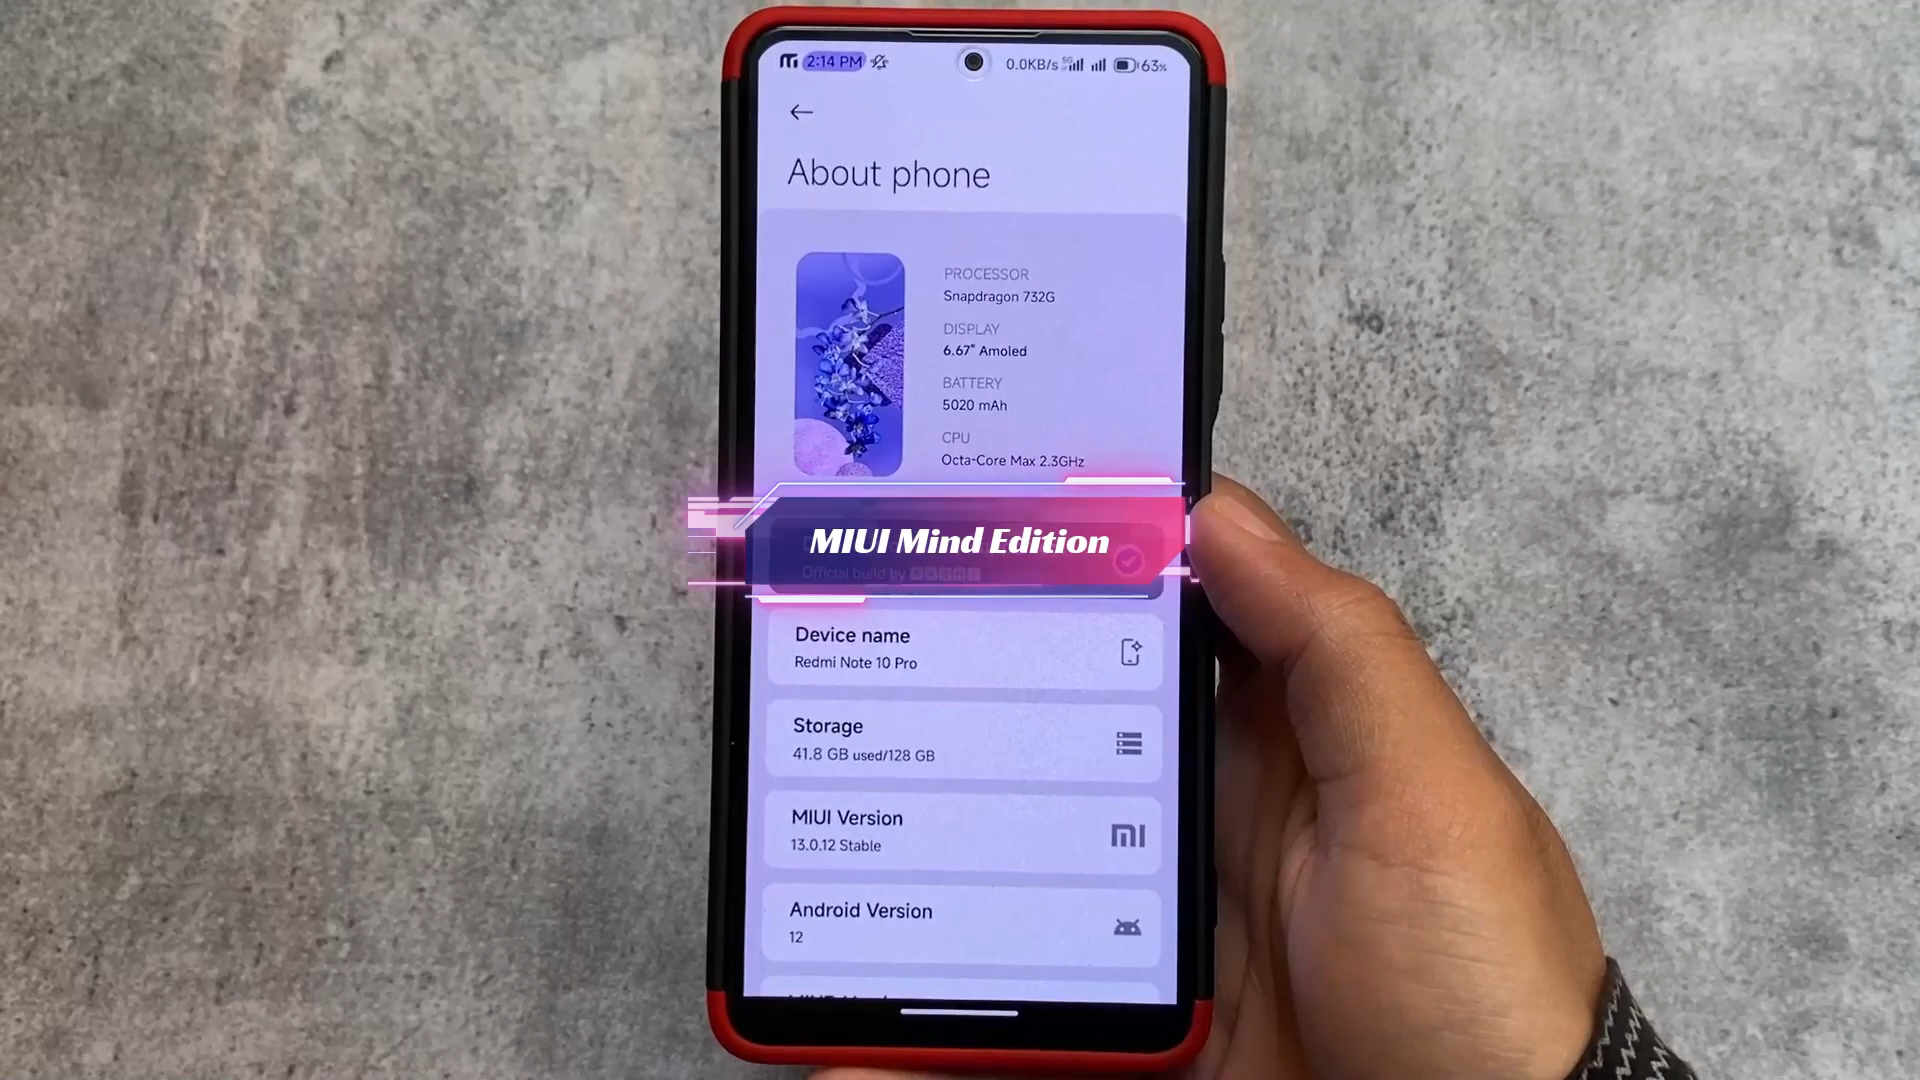 2:14 PM
0.0KB/s 5G 63%
About phone
PROCESSOR
Snapdragon 732G
DISPLAY
6.67" Amoled
BATTERY
5020 mAh
CPU
Octa-Core Max 2.3GHz
MIUI Mind Edition
Official build by
Device name
Redmi Note 10 Pro
Storage
41.8 GB used/128 GB
MIUI Version
13.0.12 Stable
mi
Android Version
12